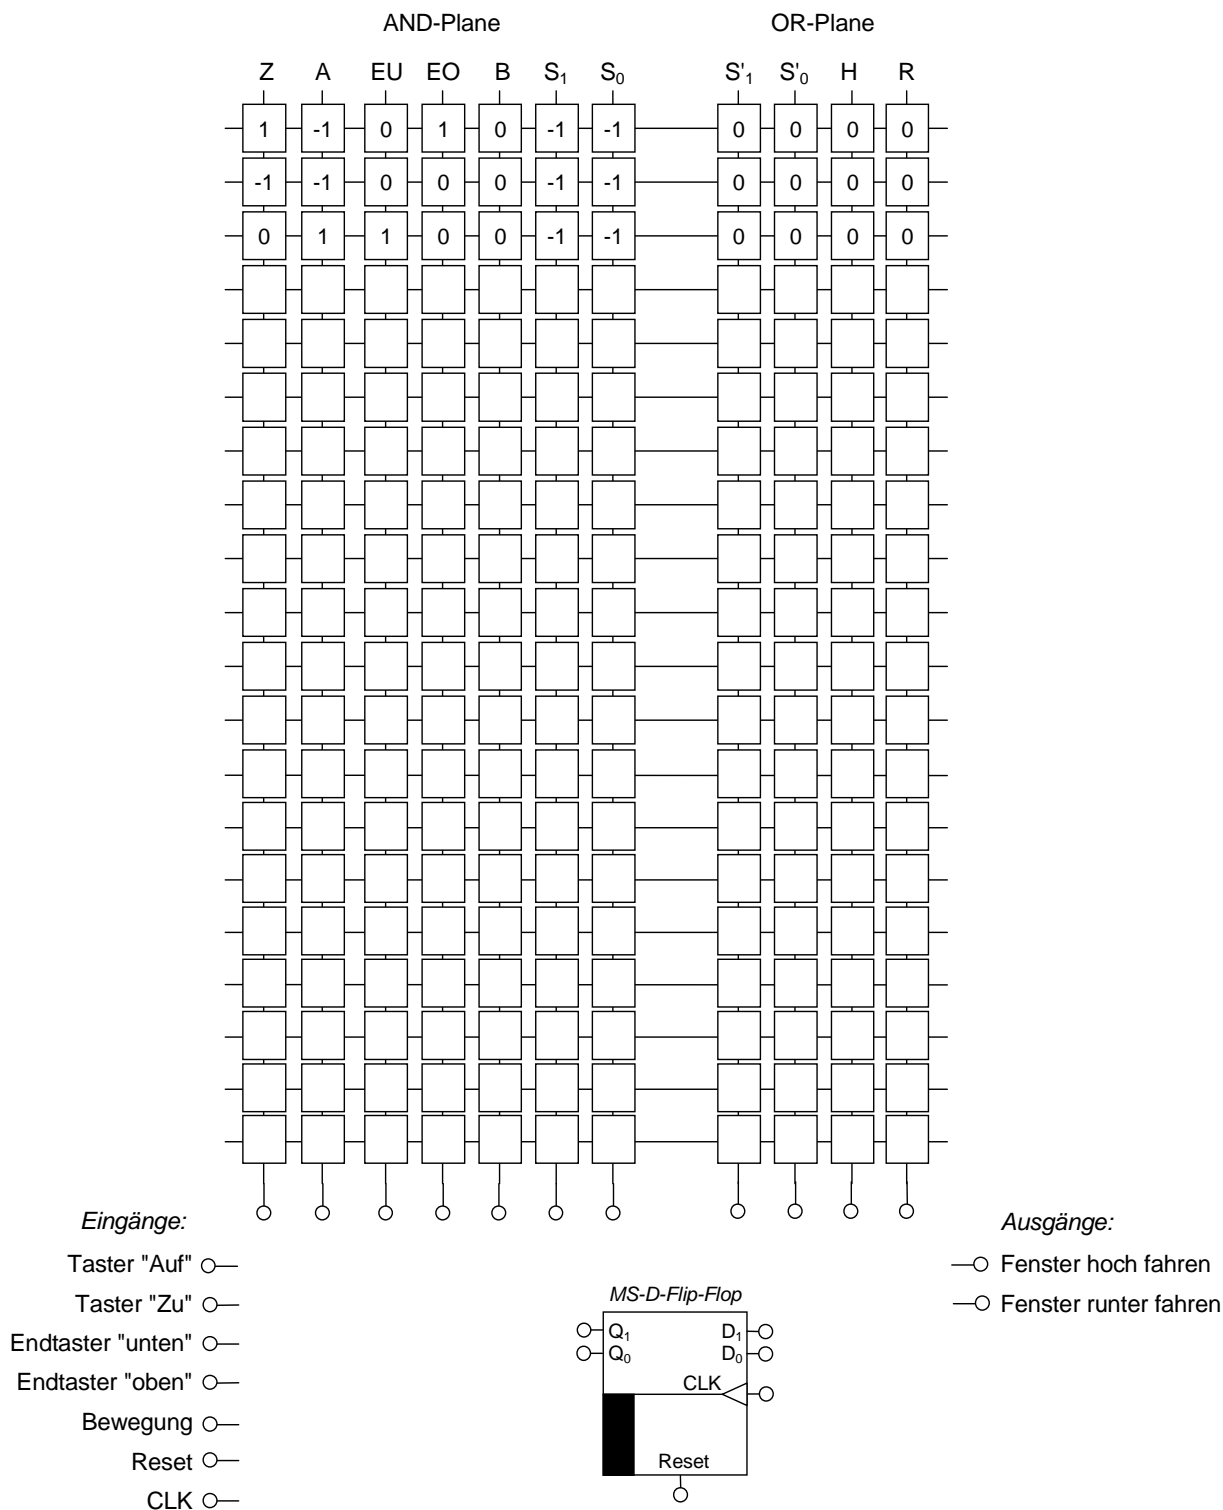 AND-Plane OR-Plane
Z A EU EO B S₁ S₀ S'₁ S'₀ H R
1 -1 0 1 0 -1 -1 0 0 0 0
-1 -1 0 0 0 -1 -1 0 0 0 0
0 1 1 0 0 -1 -1 0 0 0 0
Eingänge: Ausgänge:
Taster "Auf" Fenster hoch fahren
Taster "Zu" MS-D-Flip-Flop Fenster runter fahren
Endtaster "unten" Q₁ D₁
Q₀ D₀
Endtaster "oben" CLK
Bewegung
Reset Reset
CLK